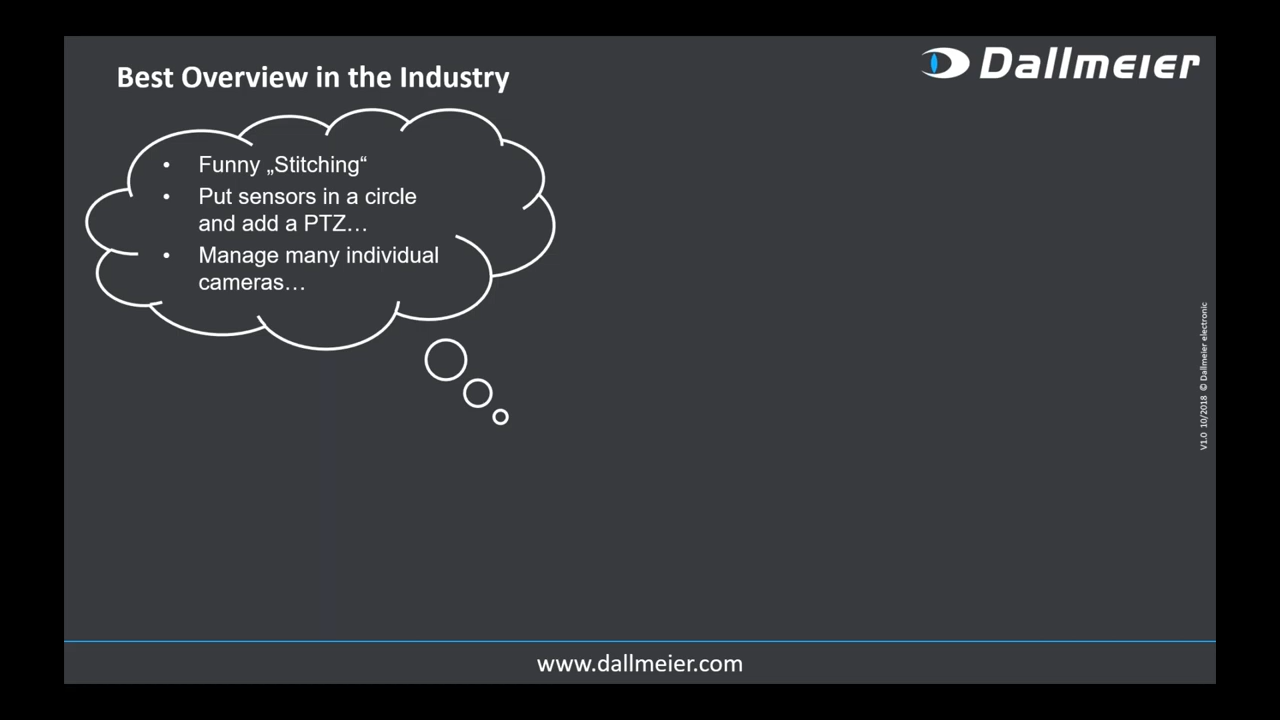 Best Overview in the Industry
Dallmeier
• Funny „Stitching“
• Put sensors in a circle
and add a PTZ…
• Manage many individual
cameras…
V1.0 10/2018 © Dallmeier electronic
www.dallmeier.com